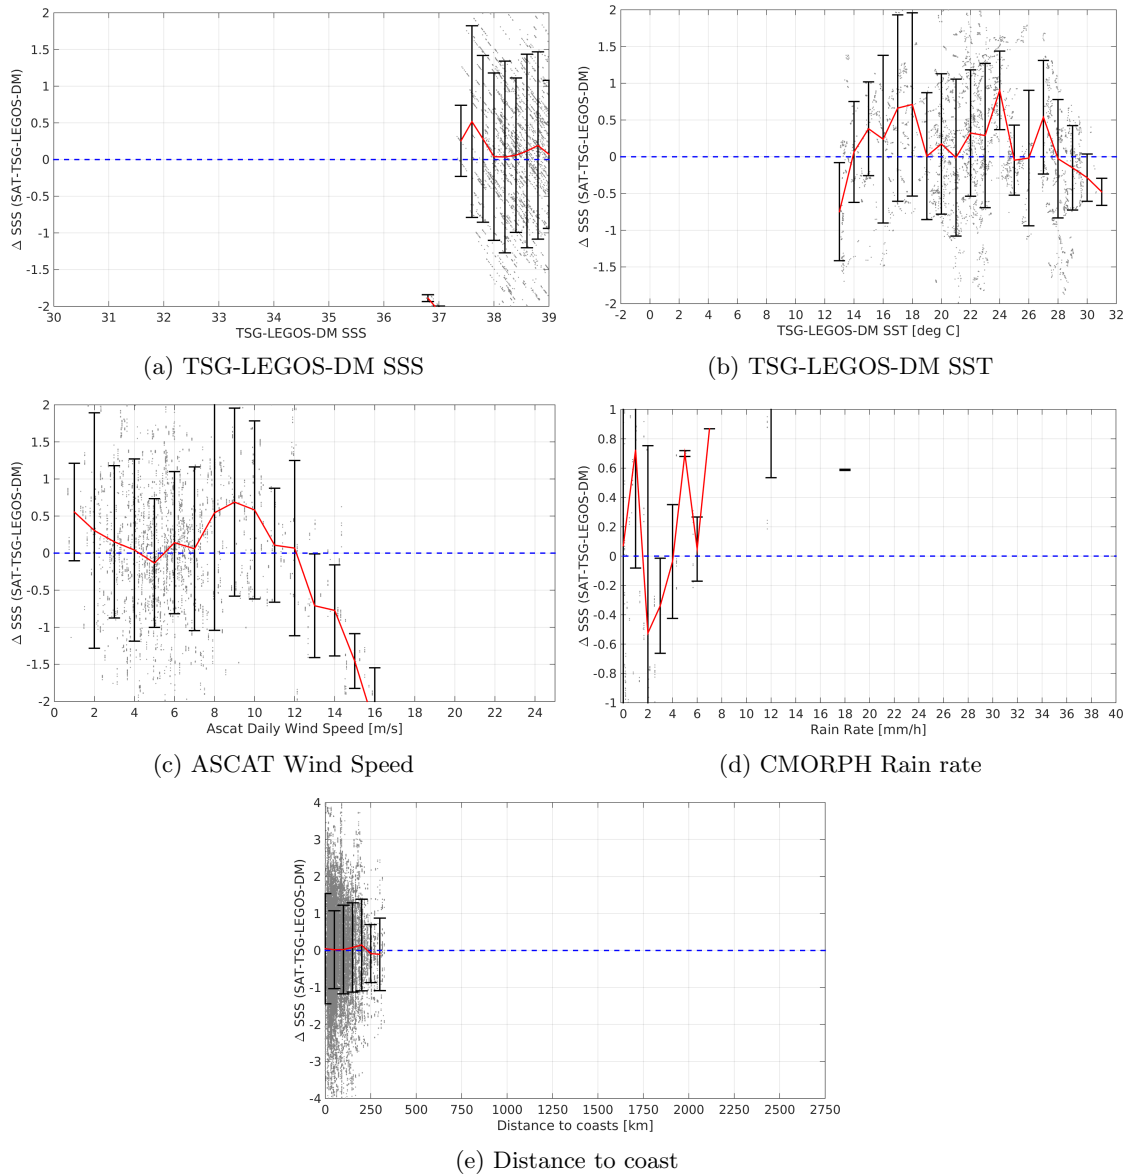 2
1.5
1
0.5
0
-0.5
-1
-1.5
-2
Δ SSS (SAT-TSG-LEGOS-DM)
30 31 32 33 34 35 36 37 38 39
TSG-LEGOS-DM SSS
(a) TSG-LEGOS-DM SSS
2
1.5
1
0.5
0
-0.5
-1
-1.5
-2
Δ SSS (SAT-TSG-LEGOS-DM)
-2 0 2 4 6 8 10 12 14 16 18 20 22 24 26 28 30 32
TSG-LEGOS-DM SST [deg C]
(b) TSG-LEGOS-DM SST
2
1.5
1
0.5
0
-0.5
-1
-1.5
-2
Δ SSS (SAT-TSG-LEGOS-DM)
0 2 4 6 8 10 12 14 16 18 20 22 24
Ascat Daily Wind Speed [m/s]
(c) ASCAT Wind Speed
1
0.8
0.6
0.4
0.2
0
-0.2
-0.4
-0.6
-0.8
-1
Δ SSS (SAT-TSG-LEGOS-DM)
0 2 4 6 8 10 12 14 16 18 20 22 24 26 28 30 32 34 36 38 40
Rain Rate [mm/h]
(d) CMORPH Rain rate
4
3
2
1
0
-1
-2
-3
-4
Δ SSS (SAT-TSG-LEGOS-DM)
0 250 500 750 1000 1250 1500 1750 2000 2250 2500 2750
Distance to coasts [km]
(e) Distance to coast